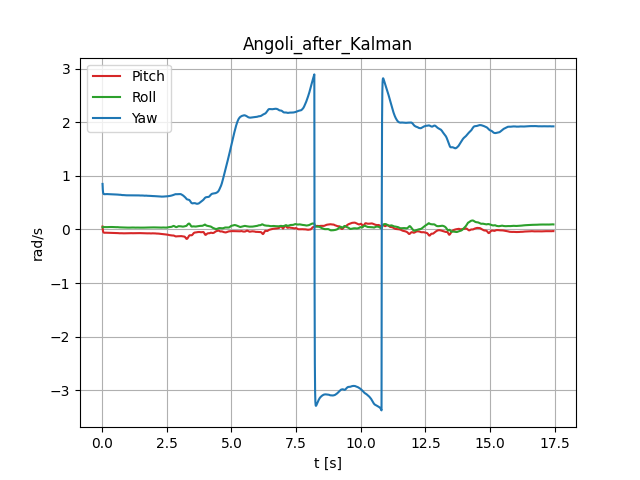 Angoli_after_Kalman
Pitch
Roll
Yaw
rad/s
3
2
1
0
−1
−2
−3
0.0 2.5 5.0 7.5 10.0 12.5 15.0 17.5
t [s]